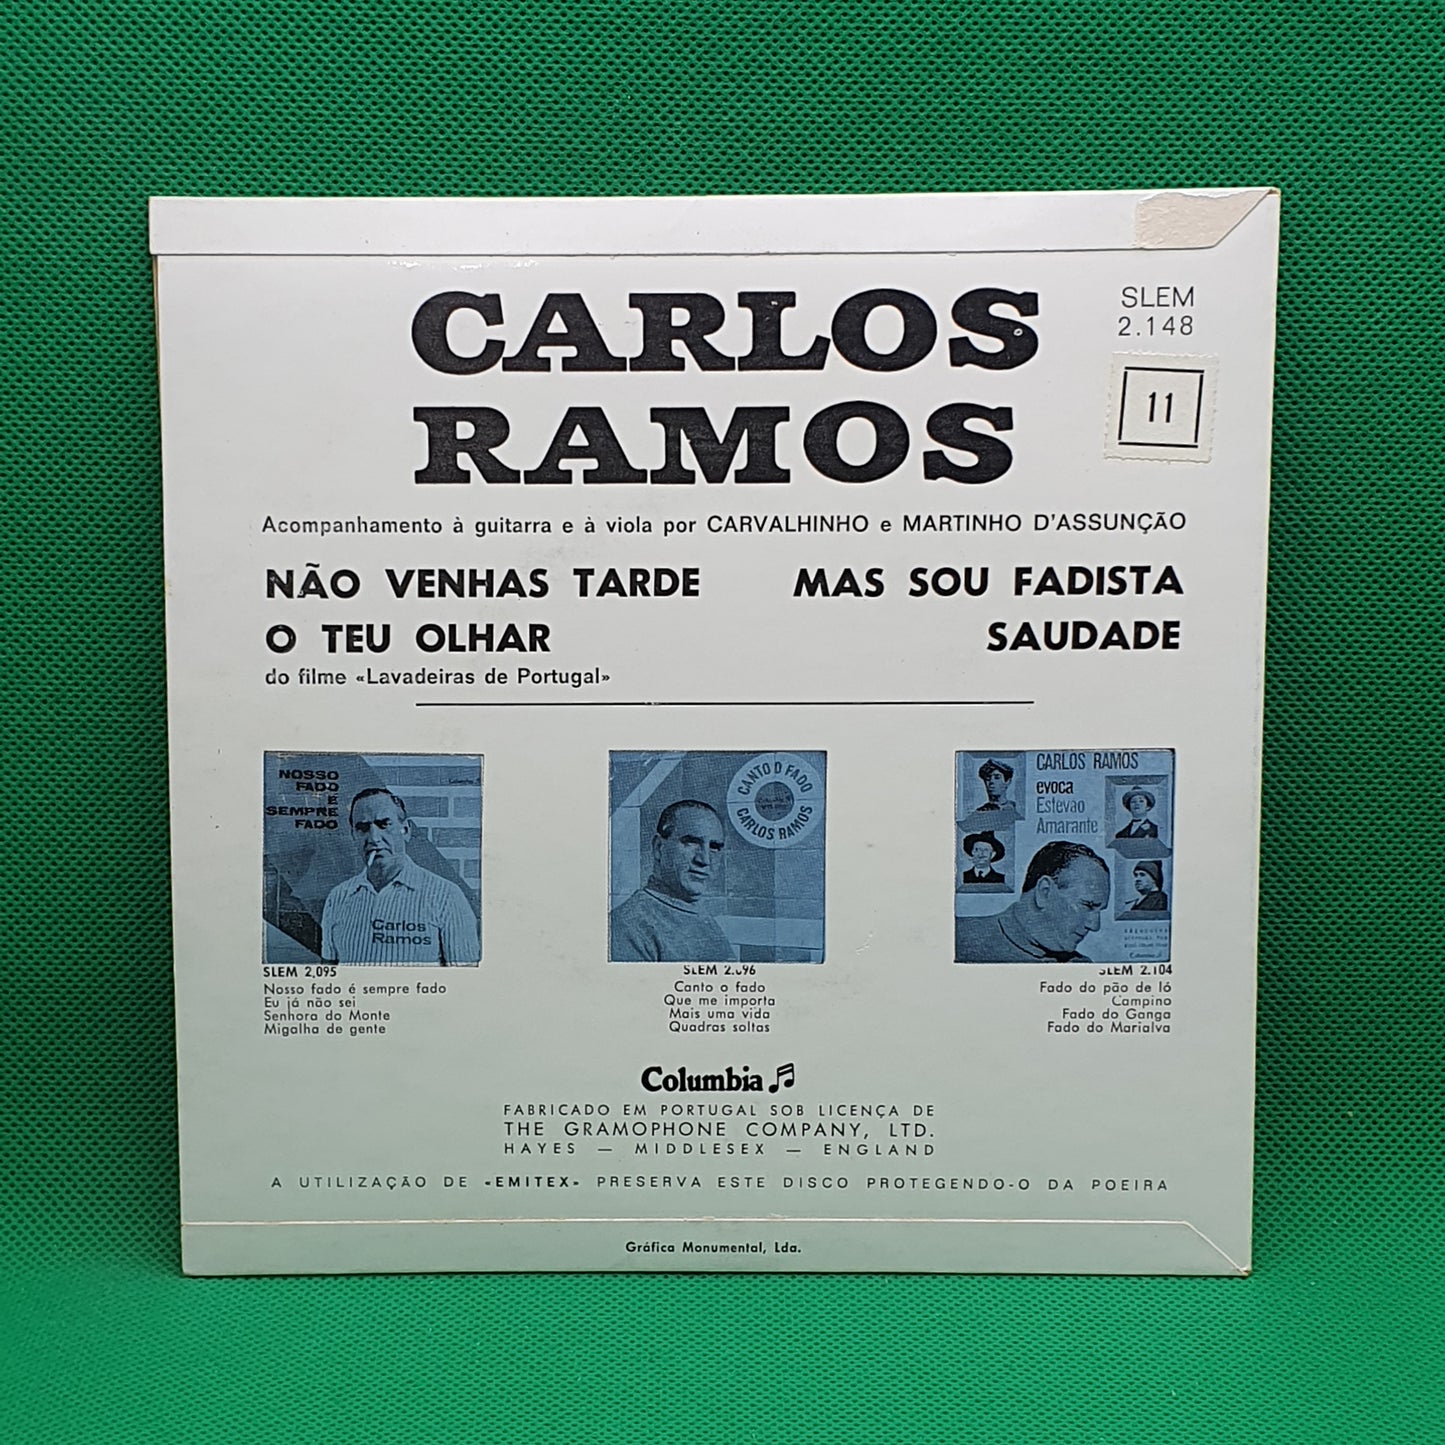 CARLOS
RAMOS
SLEM
2.148
11
Acompanhamento à guitarra e à viola por CARVALHINHO e MARTINHO D'ASSUNÇÃO
NÃO VENHAS TARDE
O TEU OLHAR
do filme «Lavadeiras de Portugal»
MAS SOU FADISTA
SAUDADE
NOSSO
FADO
É
SEMPRE
FADO
Carlos
Ramos
SLEM 2.095
Nosso fado é sempre fado
Eu já não sei
Senhora do Monte
Migalha de gente
CANTO O FADO
CARLOS RAMOS
SLEM 2.096
Canto o fado
Que me importa
Mais uma vida
Quadras soltas
CARLOS RAMOS
evoca
Estevao
Amarante
SLEM 2.104
Fado do pão de ló
Campino
Fado do Ganga
Fado do Marialva
Columbia
FABRICADO EM PORTUGAL SOB LICENÇA DE
THE GRAMOPHONE COMPANY, LTD.
HAYES — MIDDLESEX — ENGLAND
A UTILIZAÇÃO DE «EMITEX» PRESERVA ESTE DISCO PROTEGENDO-O DA POEIRA
Gráfica Monumental, Lda.